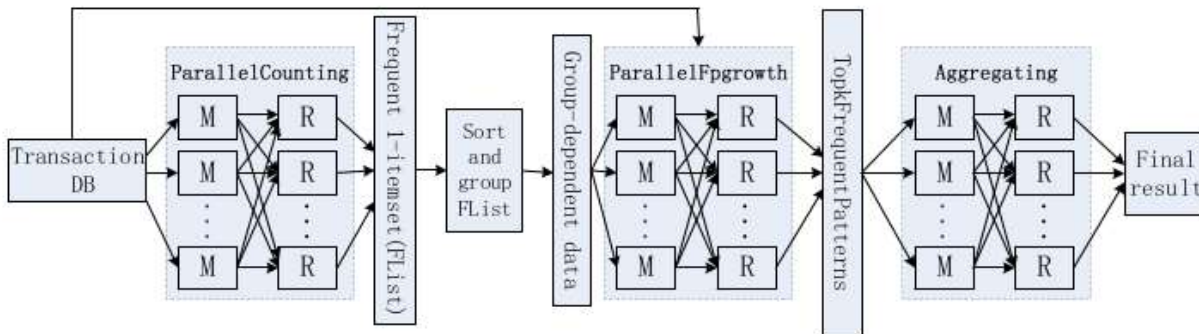 Transaction
DB
ParallelCounting
M
R
M
R
M
R
Frequent 1-itemset(FList)
Sort
and
group
FList
Group-dependent data
ParallelFpgrowth
M
R
M
R
M
R
TopkFrequentPatterns
Aggregating
M
R
M
R
M
R
Final
result